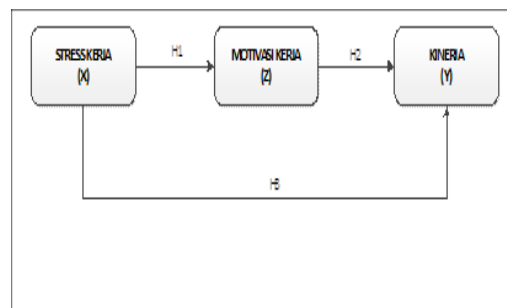 STRESS KERJA
(X)
H1
MOTIVASI KERJA
(Z)
H2
KINERJA
(Y)
H3